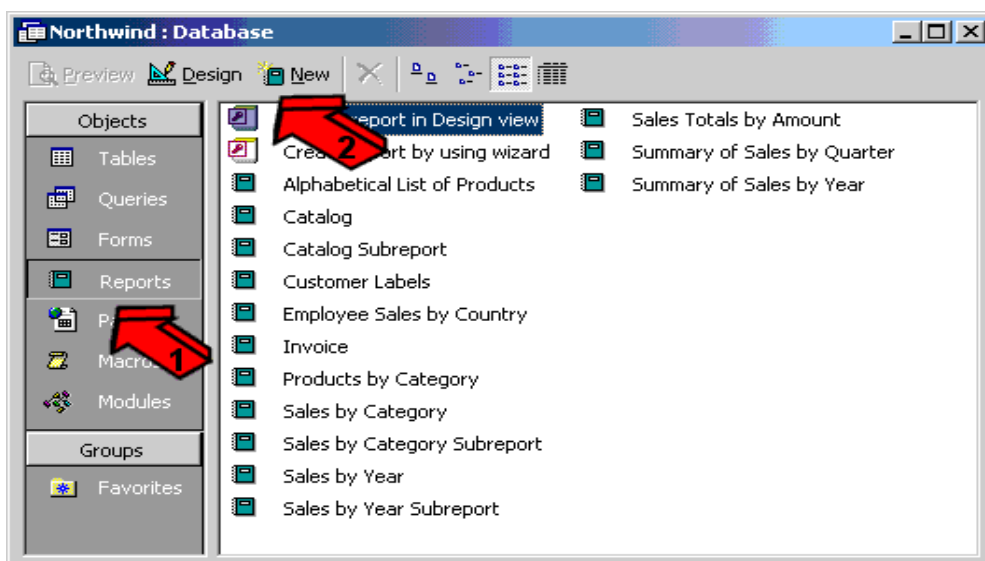 Northwind : Database
Preview Design New
Objects
Tables
Queries
Forms
Reports
Macros
Modules
Groups
Favorites
1
2
report in Design view
by using wizard
Alphabetical List of Products
Catalog
Catalog Subreport
Customer Labels
Employee Sales by Country
Invoice
Products by Category
Sales by Category
Sales by Category Subreport
Sales by Year
Sales by Year Subreport
Sales Totals by Amount
Summary of Sales by Quarter
Summary of Sales by Year